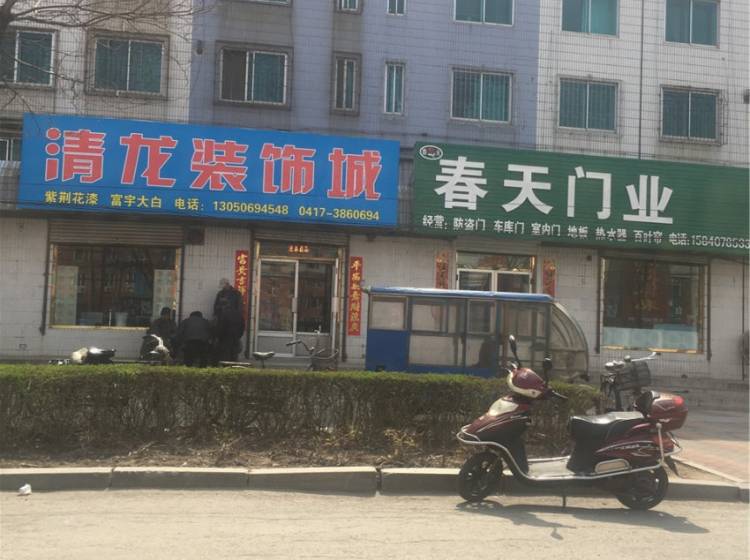 清龙装饰城
紫荆花漆 富宇大白 电话：13050694548 0417-3860694
春天门业
经营：防盗门 车库门 室内门 地板 热水器 百叶帘 电话:1584070583